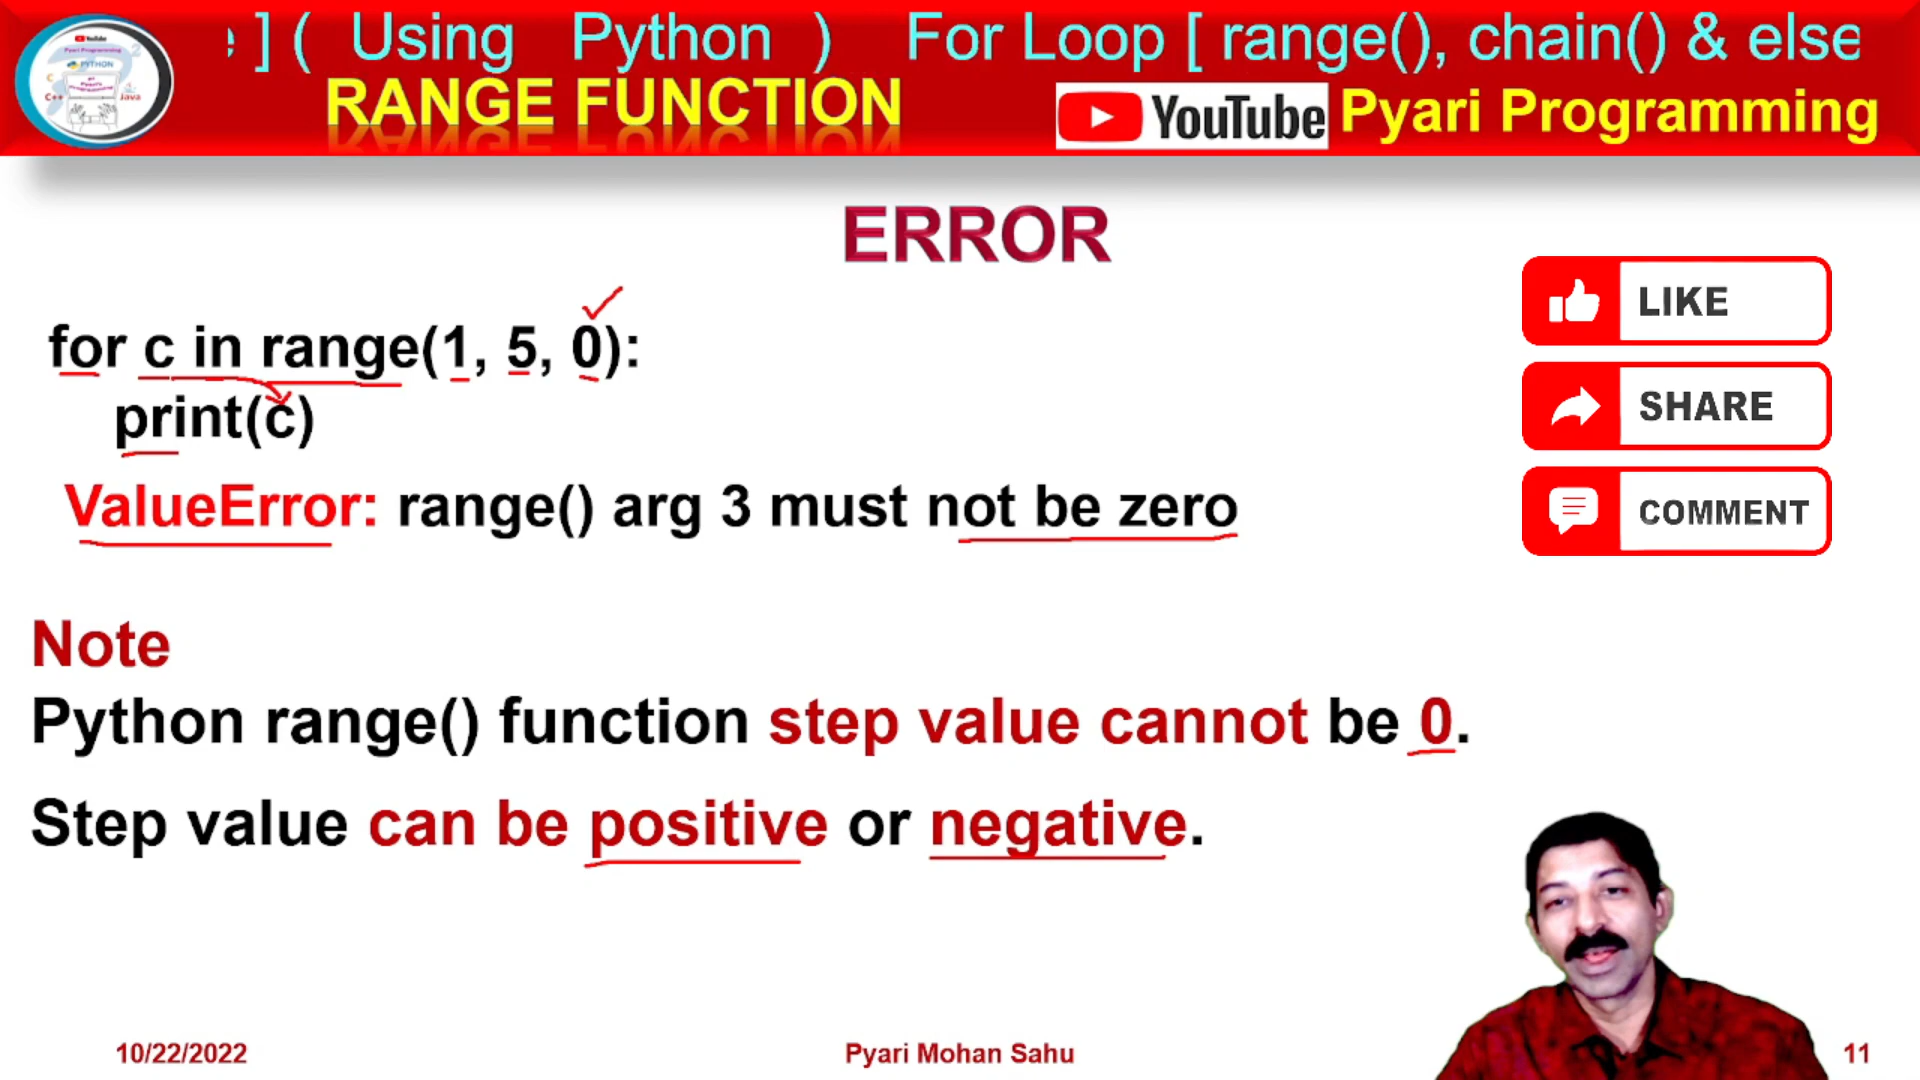 ] ( Using Python ) For Loop [ range(), chain() & else
RANGE FUNCTION
YouTube
Pyari Programming
PYTHON
C
C++
Java
ERROR
for c in range(1, 5, 0):
print(c)
ValueError: range() arg 3 must not be zero
LIKE
SHARE
COMMENT
Note
Python range() function step value cannot be 0.
Step value can be positive or negative.
10/22/2022
Pyari Mohan Sahu
11